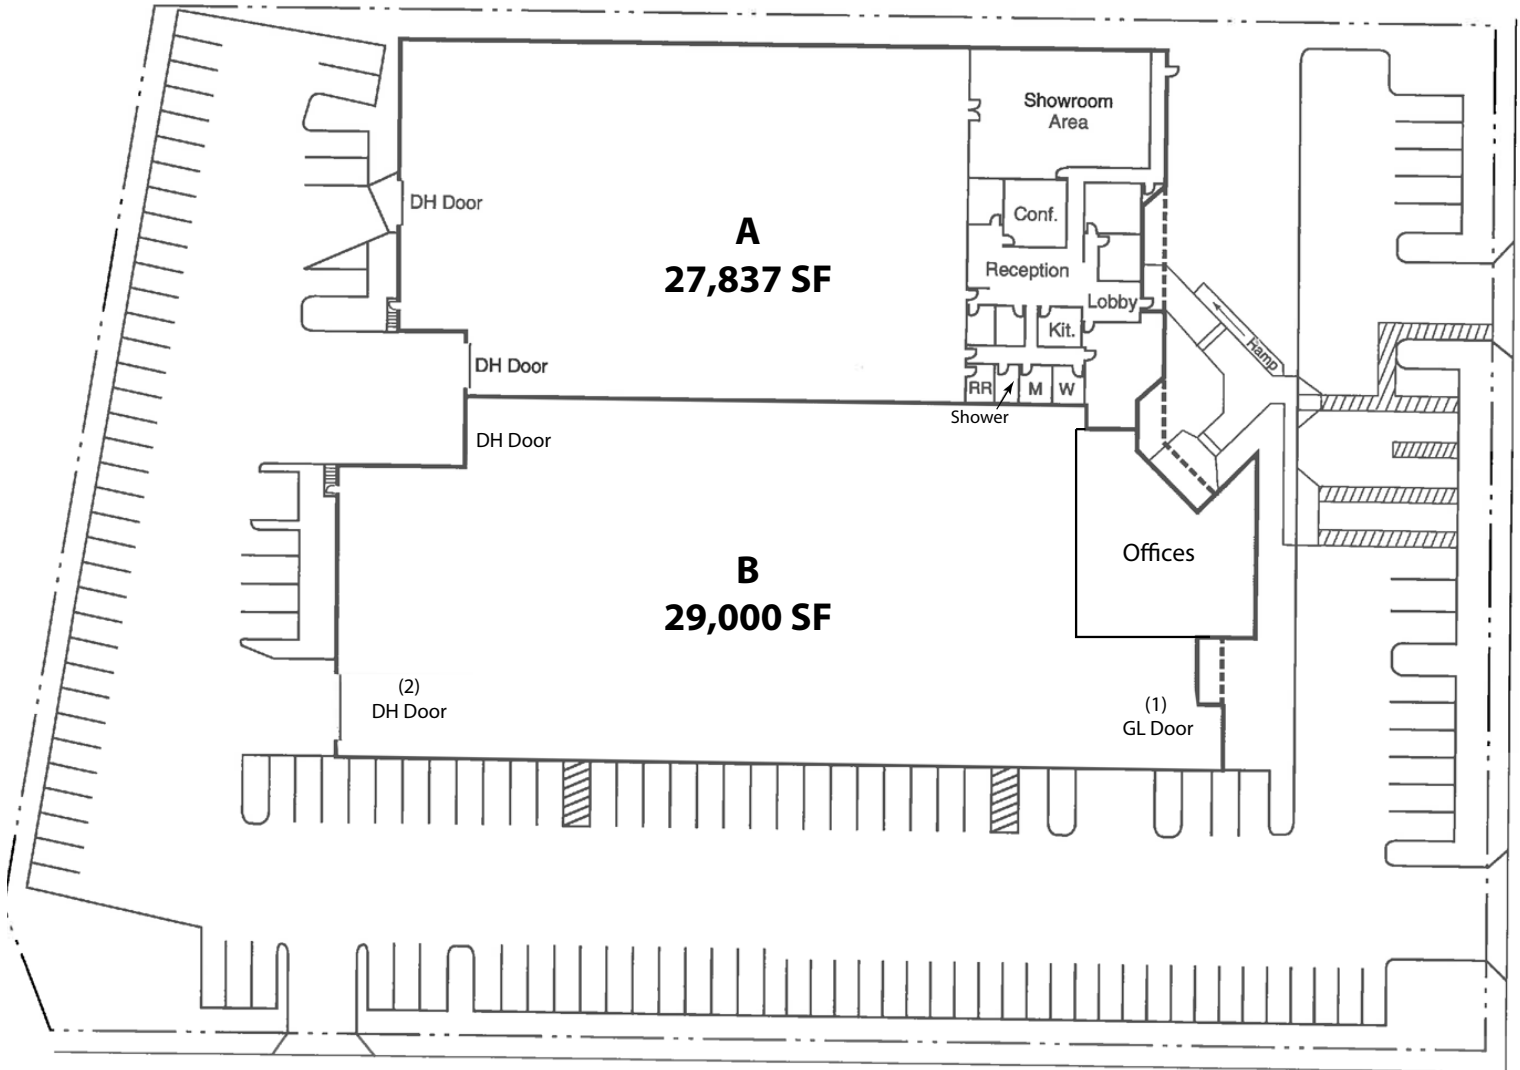 Showroom
Area
DH Door
Conf.
A
27,837 SF
Reception
Lobby
Kit.
Ramp
DH Door
RR
M
W
Shower
DH Door
Offices
B
29,000 SF
(2)
DH Door
(1)
GL Door